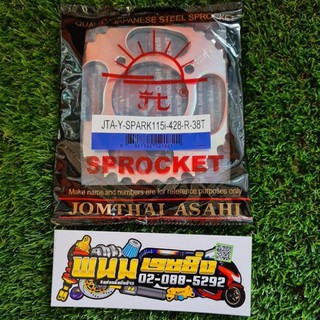 QUALITY JAPANESE STEEL SPROCKET
JTA-Y-SPARK115i-428-R-38T
SPROCKET
Make name and numbers are for reference purposes only
JOMTHAI ASAHI
พนมเรซซิ่ง
02-088-5292